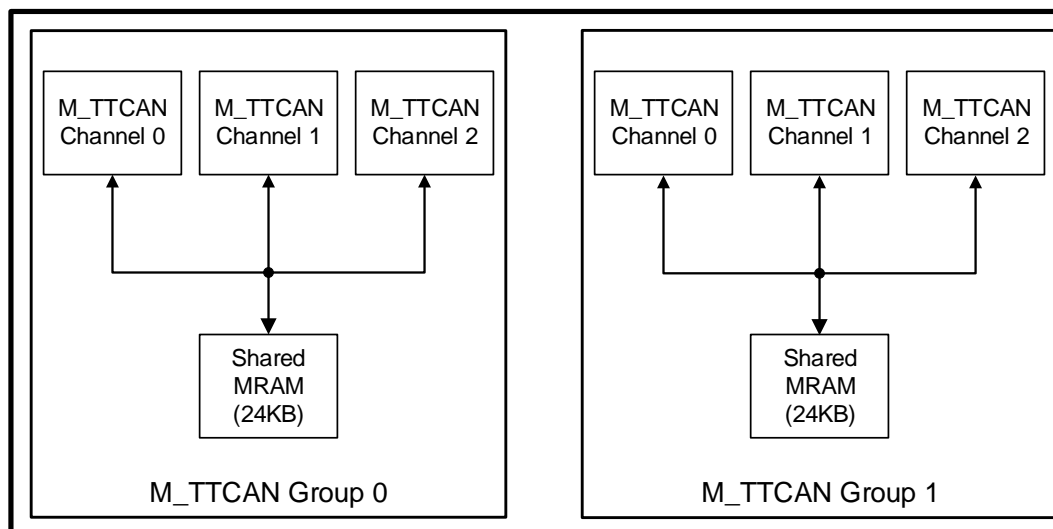 M_TTCAN
Channel 0
M_TTCAN
Channel 1
M_TTCAN
Channel 2
Shared
MRAM
(24KB)
M_TTCAN Group 0
M_TTCAN
Channel 0
M_TTCAN
Channel 1
M_TTCAN
Channel 2
Shared
MRAM
(24KB)
M_TTCAN Group 1